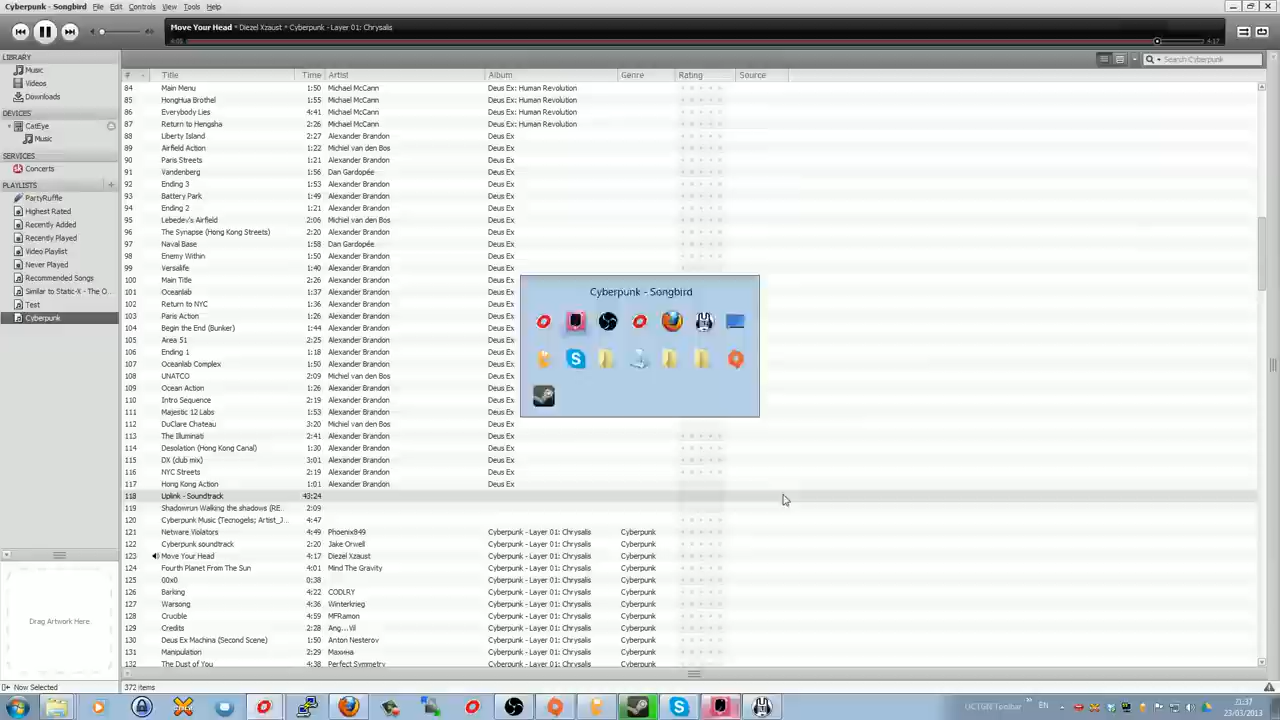 Cyberpunk - Songbird File Edit Controls View Tools Help
Move Your Head * Diezel Xzaust * Cyberpunk - Layer 01: Chrysalis
4:17
LIBRARY
Music
Videos
Downloads
DEVICES
CatEye
Music
SERVICES
Concerts
PLAYLISTS
PartyRuffle
Highest Rated
Recently Added
Recently Played
Video Playlist
Never Played
Recommended Songs
Similar to Static-X - The O...
Test
Cyberpunk
Drag Artwork Here
Now Selected
Search Cyberpunk
# Title Time Artist Album Genre Rating Source
84 Main Menu 1:50 Michael McCann Deus Ex: Human Revolution
85 HongHua Brothel 1:55 Michael McCann Deus Ex: Human Revolution
86 Everybody Lies 4:41 Michael McCann Deus Ex: Human Revolution
87 Return to Hengsha 2:26 Michael McCann Deus Ex: Human Revolution
88 Liberty Island 2:27 Alexander Brandon Deus Ex
89 Airfield Action 1:22 Michiel van den Bos Deus Ex
90 Paris Streets 1:21 Alexander Brandon Deus Ex
91 Vandenberg 1:56 Dan Gardopée Deus Ex
92 Ending 3 1:53 Alexander Brandon Deus Ex
93 Battery Park 1:49 Alexander Brandon Deus Ex
94 Ending 2 1:21 Alexander Brandon Deus Ex
95 Lebedev's Airfield 2:06 Michiel van den Bos Deus Ex
96 The Synapse (Hong Kong Streets) 2:20 Alexander Brandon Deus Ex
97 Naval Base 1:58 Dan Gardopée Deus Ex
98 Enemy Within 1:50 Alexander Brandon Deus Ex
99 Versalife 1:40 Alexander Brandon Deus Ex
100 Main Title 2:26 Alexander Brandon Deus Ex
101 Oceanlab 1:37 Alexander Brandon Deus Ex
102 Return to NYC 1:36 Alexander Brandon Deus Ex
103 Paris Action 1:16 Alexander Brandon Deus Ex
104 Begin the End (Bunker) 1:44 Alexander Brandon Deus Ex
105 Area 51 2:25 Alexander Brandon Deus Ex
106 Ending 1 1:18 Alexander Brandon Deus Ex
107 Oceanlab Complex 1:50 Alexander Brandon Deus Ex
108 UNATCO 2:09 Michiel van den Bos Deus Ex
109 Ocean Action 1:26 Alexander Brandon Deus Ex
110 Intro Sequence 2:19 Alexander Brandon Deus Ex
111 Majestic 12 Labs 1:53 Alexander Brandon Deus Ex
112 DuClare Chateau 3:20 Michiel van den Bos Deus Ex
113 The Illuminati 2:41 Alexander Brandon Deus Ex
114 Desolation (Hong Kong Canal) 1:30 Alexander Brandon Deus Ex
115 DX (club mix) 3:01 Alexander Brandon Deus Ex
116 NYC Streets 2:19 Alexander Brandon Deus Ex
117 Hong Kong Action 1:01 Alexander Brandon Deus Ex
118 Uplink - Soundtrack 43:24
119 Shadowrun Walking the shadows (RE... 2:09
120 Cyberpunk Music (Tecnogelis; Artist_J... 4:47
121 Netware Violators 4:49 Phoenix849 Cyberpunk - Layer 01: Chrysalis Cyberpunk
122 Cyberpunk soundtrack 2:20 Jake Orwell Cyberpunk - Layer 01: Chrysalis Cyberpunk
123 Move Your Head 4:17 Diezel Xzaust Cyberpunk - Layer 01: Chrysalis Cyberpunk
124 Fourth Planet From The Sun 4:01 Mind The Gravity Cyberpunk - Layer 01: Chrysalis Cyberpunk
125 00x0 0:38 Cyberpunk - Layer 01: Chrysalis Cyberpunk
126 Barking 4:22 CODLRY Cyberpunk - Layer 01: Chrysalis Cyberpunk
127 Warsong 4:36 Winterkrieg Cyberpunk - Layer 01: Chrysalis Cyberpunk
128 Crucible 4:59 MFRamon Cyberpunk - Layer 01: Chrysalis Cyberpunk
129 Credits 2:28 Ang...Vil Cyberpunk - Layer 01: Chrysalis Cyberpunk
130 Deus Ex Machina (Second Scene) 1:50 Anton Nesterov Cyberpunk - Layer 01: Chrysalis Cyberpunk
131 Manipulation 2:29 Махина Cyberpunk - Layer 01: Chrysalis Cyberpunk
132 The Dust of You 4:38 Perfect Symmetry Cyberpunk - Layer 01: Chrysalis Cyberpunk
Cyberpunk - Songbird
372 items
OCTGN Toolbar EN 21:37
23/03/2013